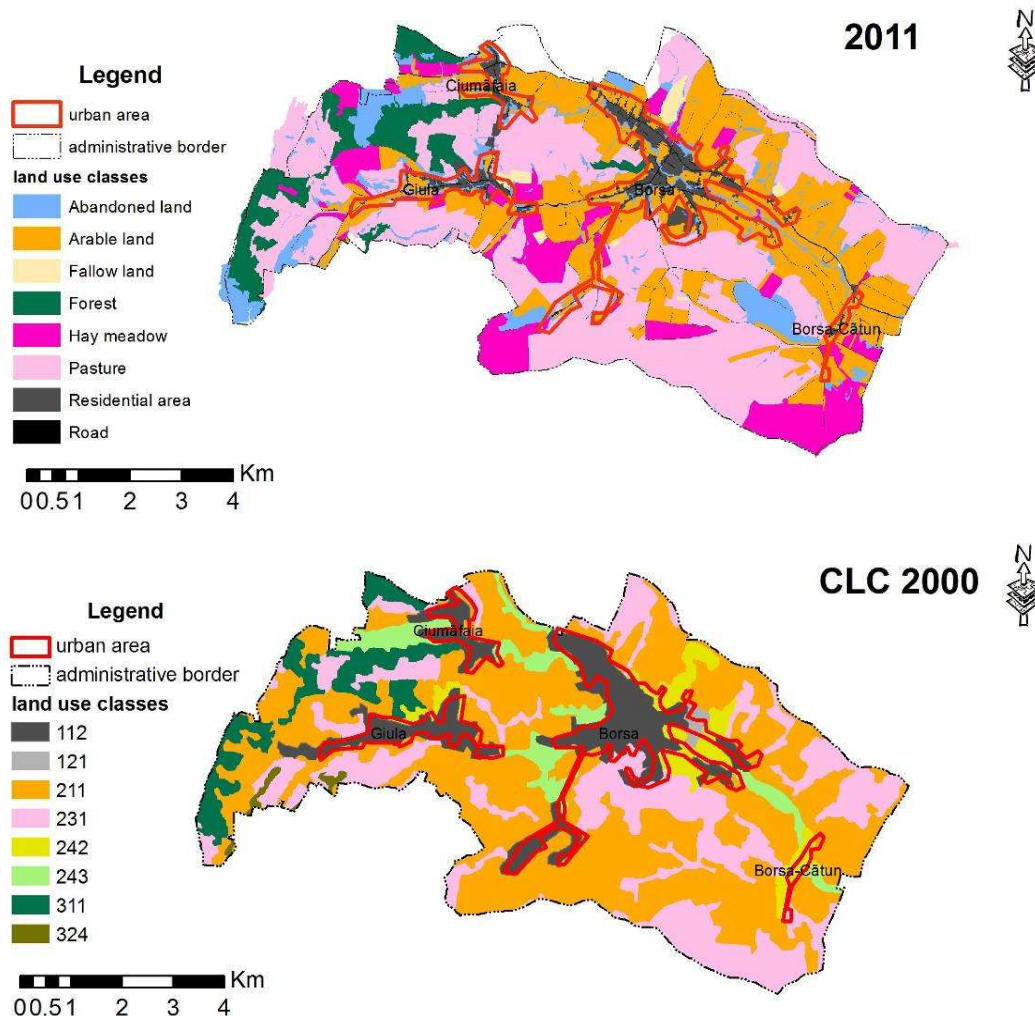 2011
N
Legend
urban area
administrative border
land use classes
Abandoned land
Arable land
Fallow land
Forest
Hay meadow
Pasture
Residential area
Road
Km
0 0.5 1 2 3 4
Ciumăfaia
Giula
Borsa
Borsa-Cătun
CLC 2000
N
Legend
urban area
administrative border
land use classes
112
121
211
231
242
243
311
324
Km
0 0.5 1 2 3 4
Ciumăfaia
Giula
Borsa
Borsa-Cătun